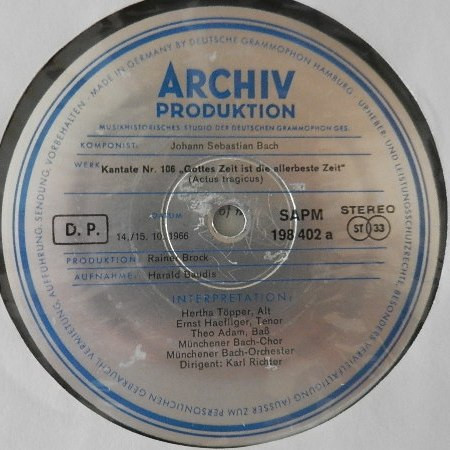 MADE IN GERMANY BY DEUTSCHE GRAMMOPHON HAMBURG · URHEBER- UND LEISTUNGSSCHUTZRECHTE, BESONDERS VERVIELFÄLTIGUNG (AUSSER ZUM PERSÖNLICHEN GEBRAUCH), VERMIETUNG, AUFFÜHRUNG, SENDUNG, VORBEHALTEN ·
ARCHIV
PRODUKTION
MUSIKHISTORISCHES STUDIO DER DEUTSCHEN GRAMMOPHON GES.
KOMPONIST: Johann Sebastian Bach
WERK: Kantate Nr. 106 „Gottes Zeit ist die allerbeste Zeit“
(Actus tragicus)
D. P.
DATUM
14./15. 10. 1966
SAPM
198 402 a
STEREO
ST 33
PRODUKTION: Rainer Brock
AUFNAHME: Harald Baudis
INTERPRETATION:
Hertha Töpper, Alt
Ernst Haefliger, Tenor
Theo Adam, Baß
Münchener Bach-Chor
Münchener Bach-Orchester
Dirigent: Karl Richter